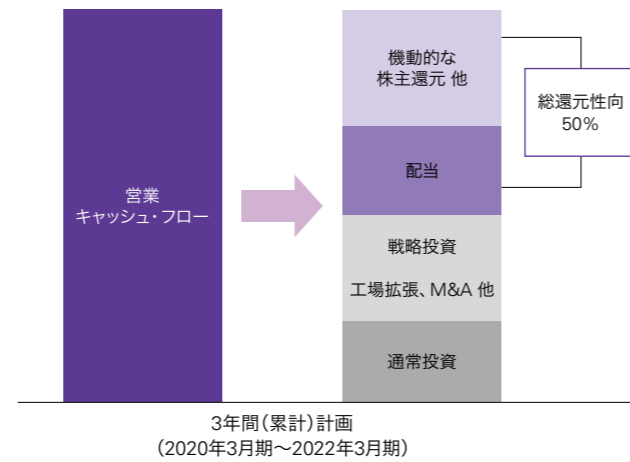 機動的な
株主還元 他
総還元性向
50%
配当
営業
キャッシュ・フロー
戦略投資
工場拡張、M&A 他
通常投資
3年間(累計)計画
(2020年3月期～2022年3月期)